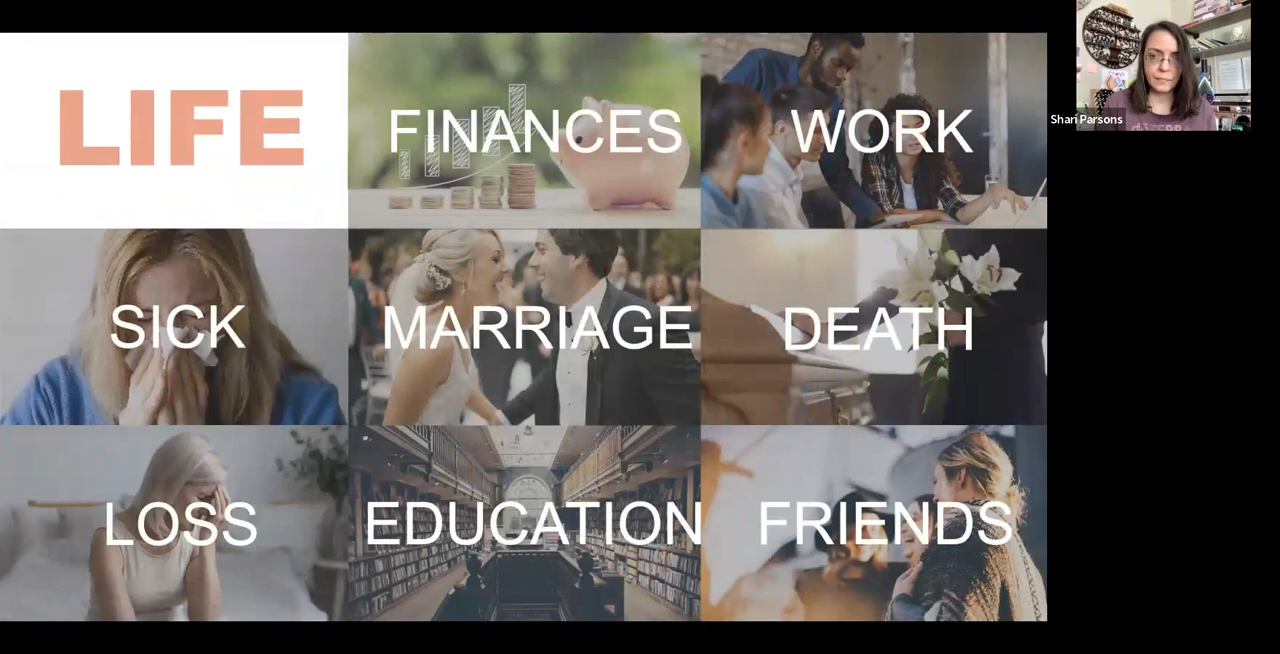 LIFE
FINANCES
WORK
Shari Parsons
SICK
MARRIAGE
DEATH
LOSS
EDUCATION
FRIENDS